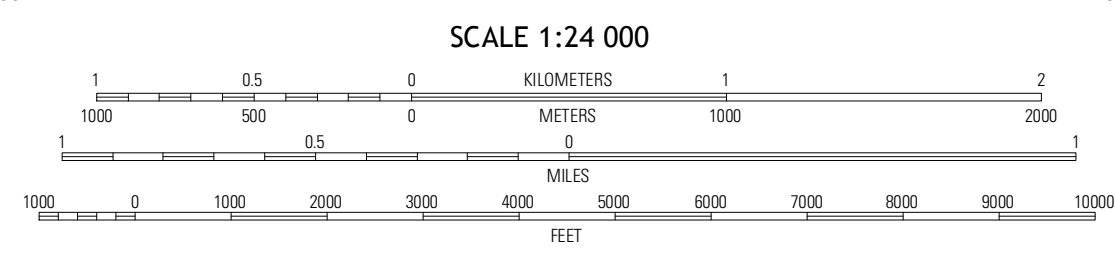 SCALE 1:24 000
1 0.5 0 KILOMETERS 1 2
1000 500 0 METERS 1000 2000
1 0.5 0 1
MILES
1000 0 1000 2000 3000 4000 5000 6000 7000 8000 9000 10000
FEET